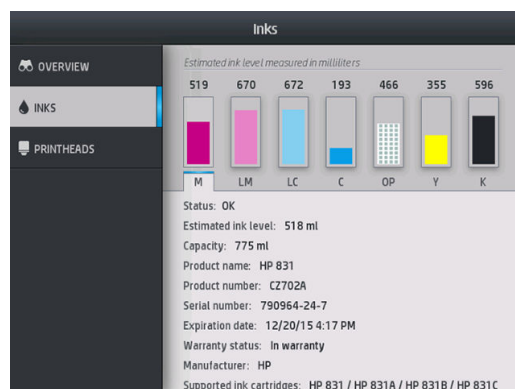 Inks
OVERVIEW
INKS
PRINTHEADS
Estimated ink level measured in milliliters
519 670 672 193 466 355 596
M LM LC C OP Y K
Status: OK
Estimated ink level: 518 ml
Capacity: 775 ml
Product name: HP 831
Product number: CZ702A
Serial number: 790964-24-7
Expiration date: 12/20/15 4:17 PM
Warranty status: In warranty
Manufacturer: HP
Supported ink cartridges: HP 831 / HP 831A / HP 831B / HP 831C